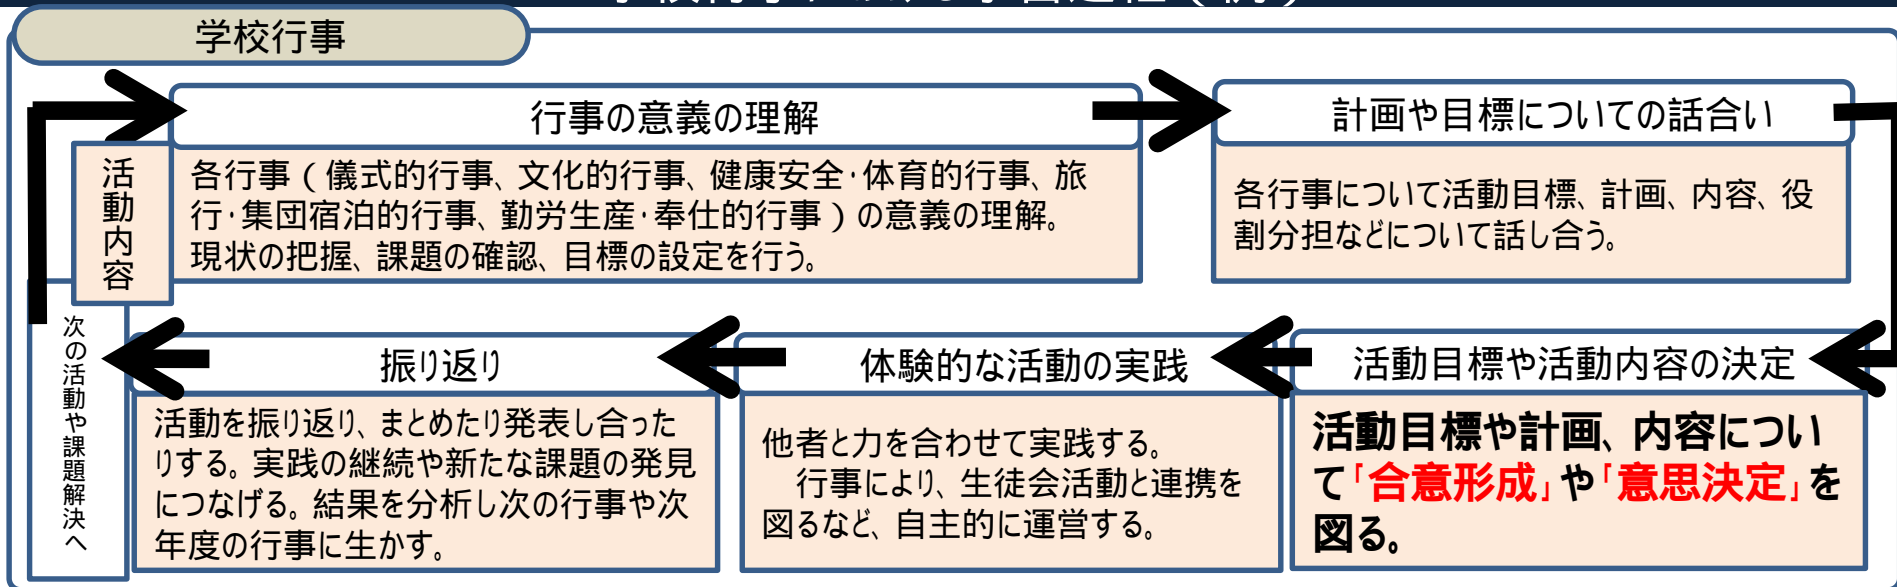 学校行事
行事の意義の理解
計画や目標についての話合い
活動内容
各行事（儀式的行事、文化的行事、健康安全・体育的行事、旅
行・集団宿泊的行事、勤労生産・奉仕的行事）の意義の理解。
現状の把握、課題の確認、目標の設定を行う。
各行事について活動目標、計画、内容、役
割分担などについて話し合う。
活動目標や活動内容の決定
活動目標や計画、内容につい
て「合意形成」や「意思決定」を
図る。
体験的な活動の実践
他者と力を合わせて実践する。
行事により、生徒会活動と連携を
図るなど、自主的に運営する。
振り返り
活動を振り返り、まとめたり発表し合った
りする。実践の継続や新たな課題の発見
につなげる。結果を分析し次の行事や次
年度の行事に生かす。
次の活動や課題解決へ